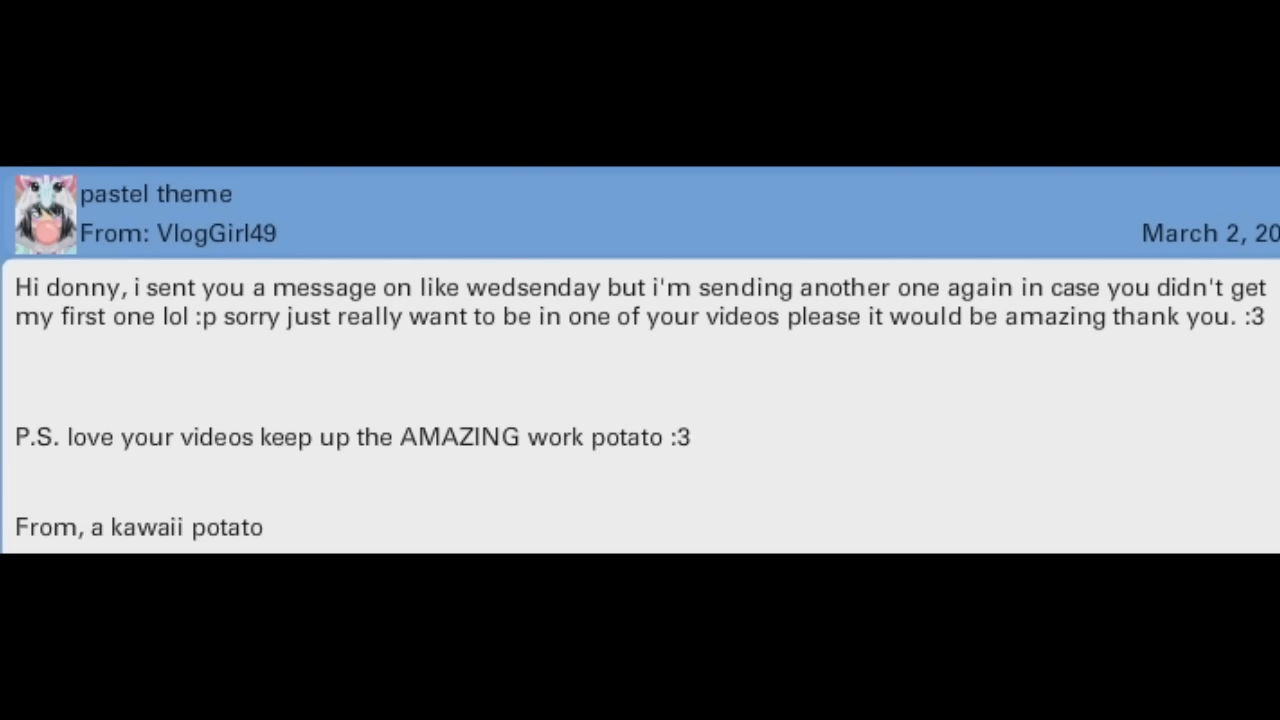 pastel theme
From: VlogGirl49
March 2, 20
Hi donny, i sent you a message on like wedsenday but i'm sending another one again in case you didn't get
my first one lol :p sorry just really want to be in one of your videos please it would be amazing thank you. :3
P.S. love your videos keep up the AMAZING work potato :3
From, a kawaii potato